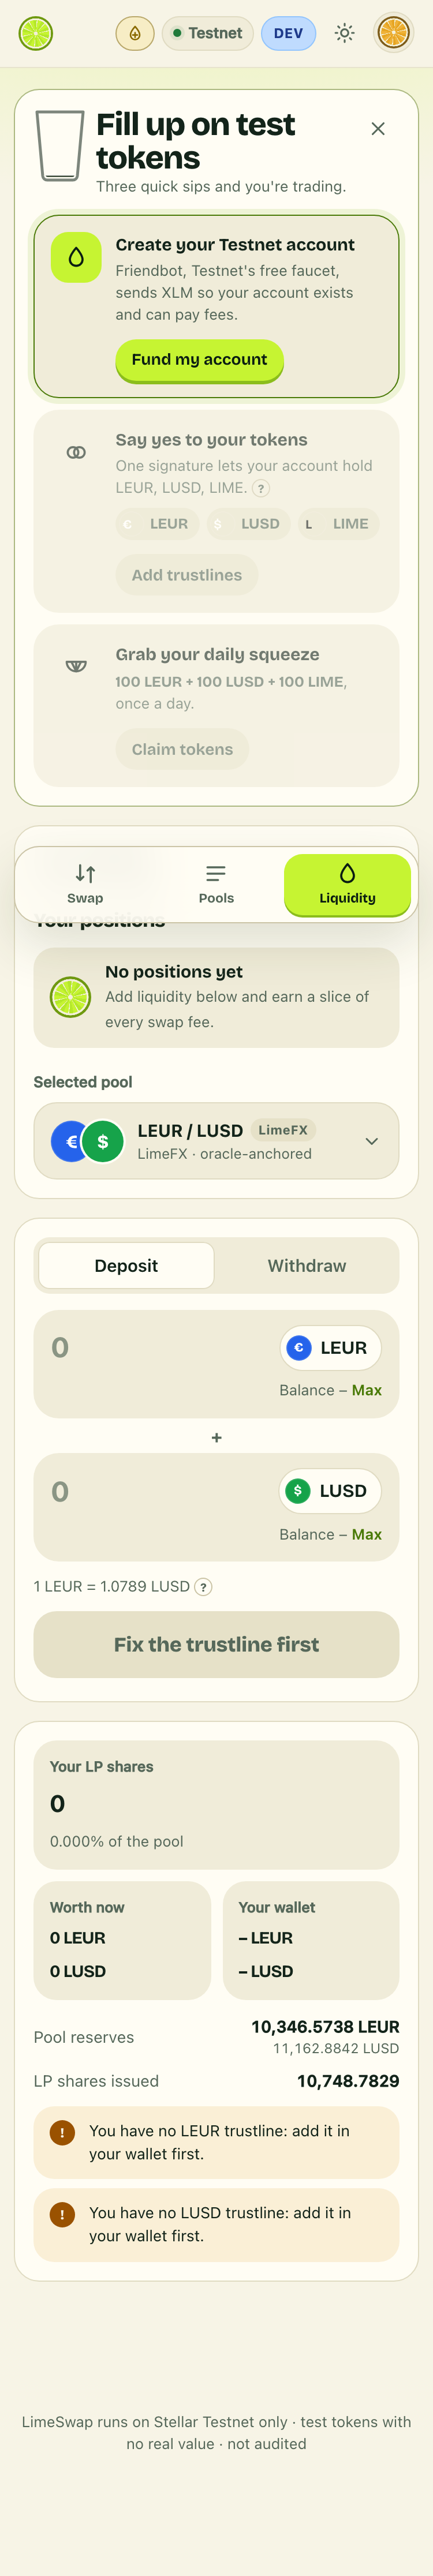 Testnet
DEV
Fill up on test
tokens
Three quick sips and you're trading.
Create your Testnet account
Friendbot, Testnet's free faucet,
sends XLM so your account exists
and can pay fees.
Fund my account
Say yes to your tokens
One signature lets your account hold
LEUR, LUSD, LIME. ?
€ LEUR $ LUSD L LIME
Add trustlines
Grab your daily squeeze
100 LEUR + 100 LUSD + 100 LIME,
once a day.
Claim tokens
Swap Pools Liquidity
Your positions
No positions yet
Add liquidity below and earn a slice of
every swap fee.
Selected pool
€ $ LEUR / LUSD LimeFX
LimeFX · oracle-anchored
Deposit Withdraw
0 € LEUR
Balance – Max
+
0 $ LUSD
Balance – Max
1 LEUR = 1.0789 LUSD ?
Fix the trustline first
Your LP shares
0
0.000% of the pool
Worth now Your wallet
0 LEUR – LEUR
0 LUSD – LUSD
Pool reserves 10,346.5738 LEUR
11,162.8842 LUSD
LP shares issued 10,748.7829
! You have no LEUR trustline: add it in
your wallet first.
! You have no LUSD trustline: add it in
your wallet first.
LimeSwap runs on Stellar Testnet only · test tokens with
no real value · not audited